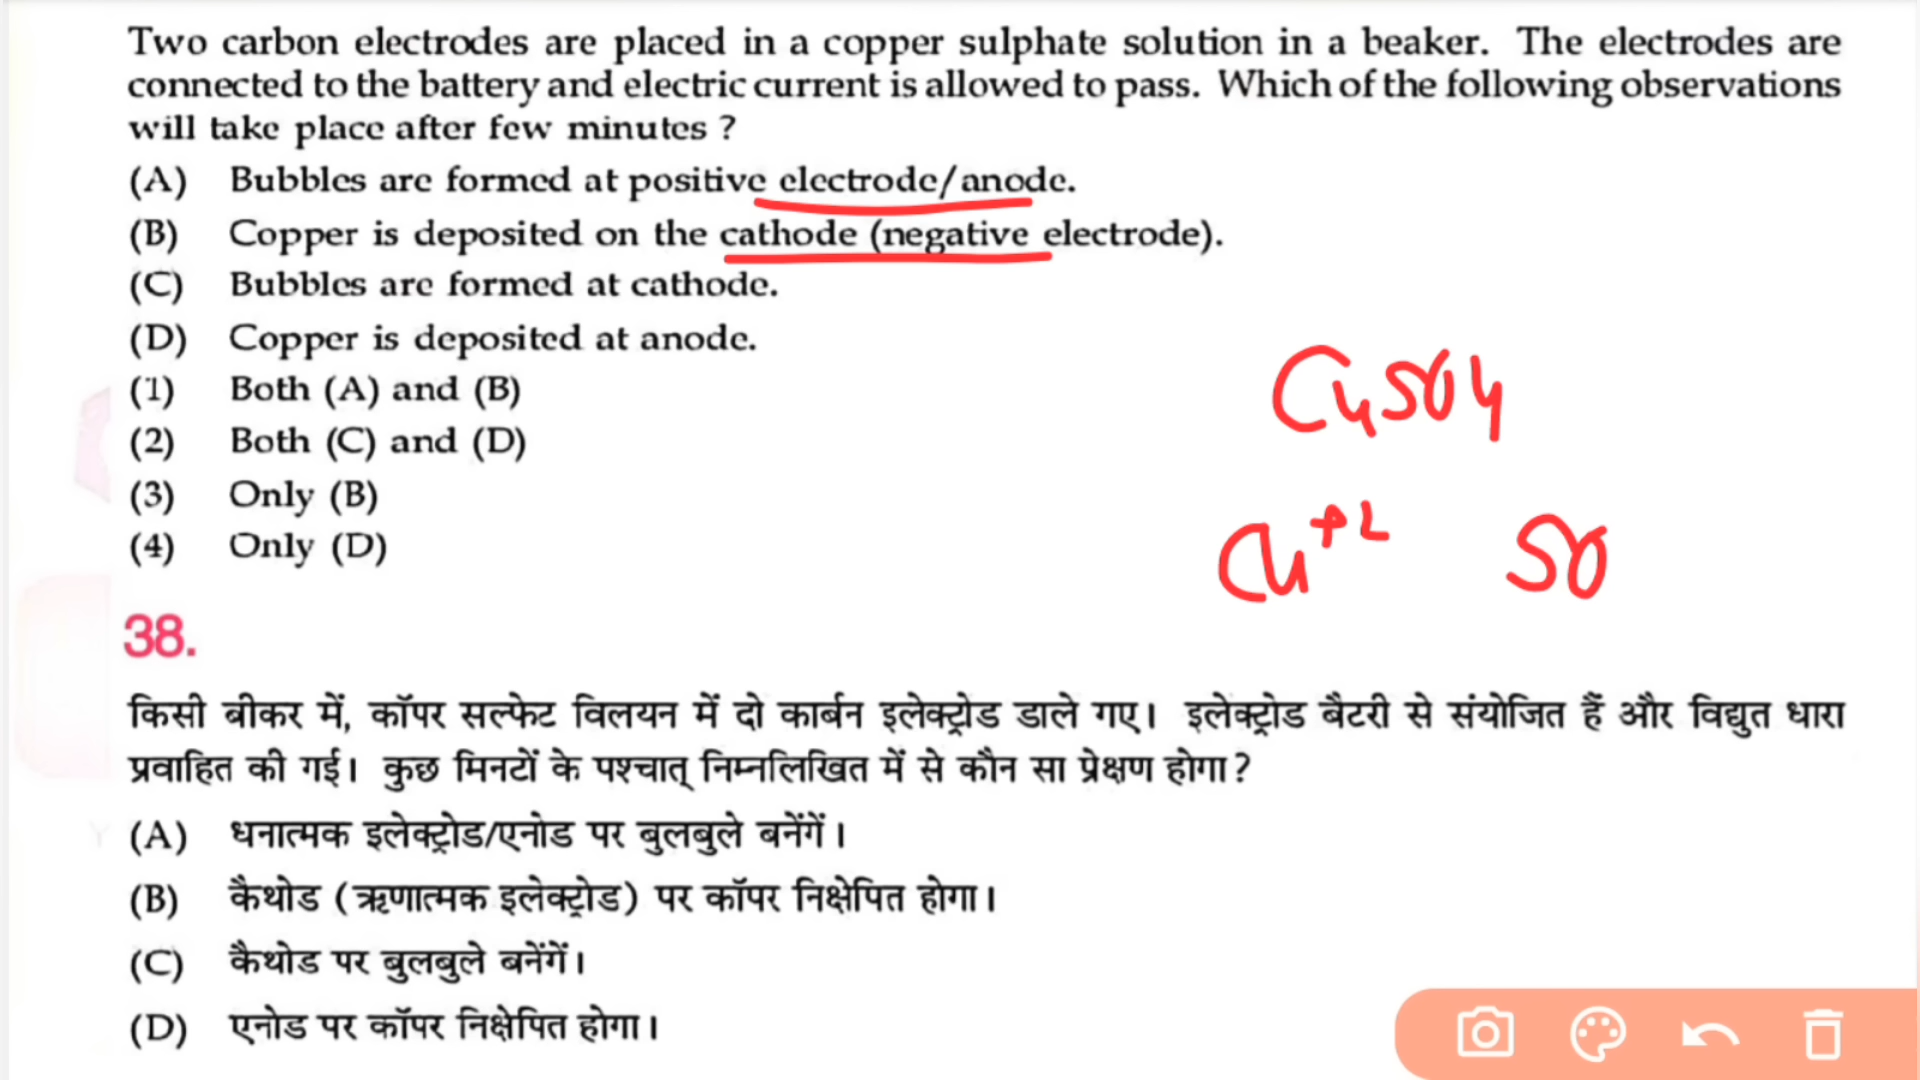 Two carbon electrodes are placed in a copper sulphate solution in a beaker. The electrodes are
connected to the battery and electric current is allowed to pass. Which of the following observations
will take place after few minutes ?
(A) Bubbles are formed at positive electrode/anode.
(B) Copper is deposited on the cathode (negative electrode).
(C) Bubbles are formed at cathode.
(D) Copper is deposited at anode.
(1) Both (A) and (B)
(2) Both (C) and (D)
(3) Only (B)
(4) Only (D)
CuSO4
Cu+2 SO
38.
किसी बीकर में, कॉपर सल्फेट विलयन में दो कार्बन इलेक्ट्रोड डाले गए। इलेक्ट्रोड बैटरी से संयोजित हैं और विद्युत धारा
प्रवाहित की गई। कुछ मिनटों के पश्चात् निम्नलिखित में से कौन सा प्रेक्षण होगा?
(A) धनात्मक इलेक्ट्रोड/एनोड पर बुलबुले बनेंगें।
(B) कैथोड (ऋणात्मक इलेक्ट्रोड) पर कॉपर निक्षेपित होगा।
(C) कैथोड पर बुलबुले बनेंगें।
(D) एनोड पर कॉपर निक्षेपित होगा।